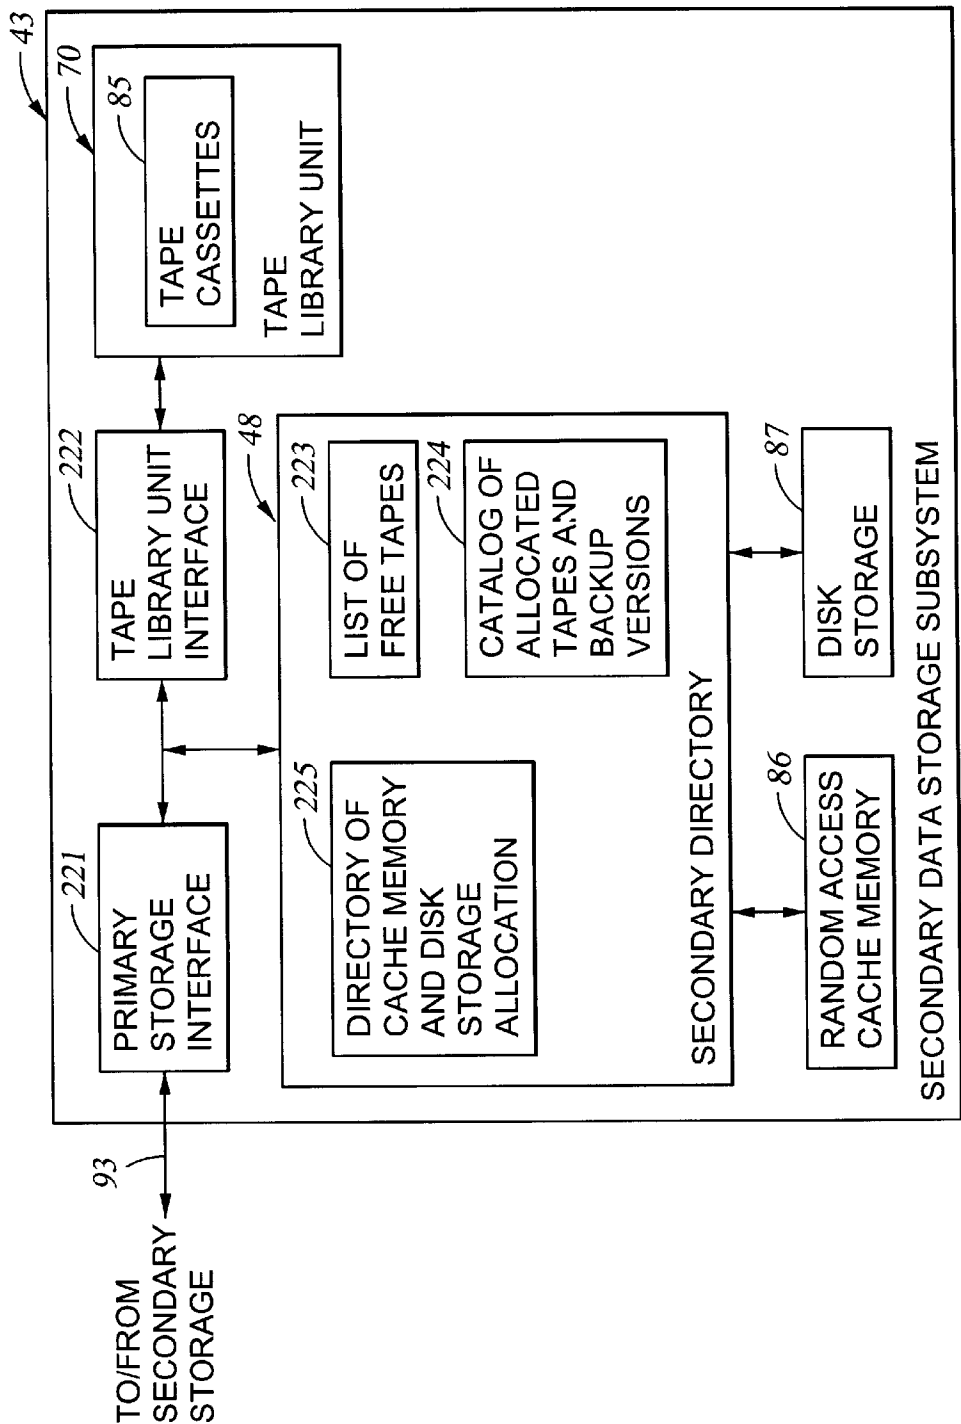 43
70
85
TAPE
CASSETTES
TAPE
LIBRARY UNIT
222
TAPE
LIBRARY UNIT
INTERFACE
221
PRIMARY
STORAGE
INTERFACE
93
TO/FROM
SECONDARY
STORAGE
48
223
LIST OF
FREE TAPES
224
CATALOG OF
ALLOCATED
TAPES AND
BACKUP
VERSIONS
225
DIRECTORY OF
CACHE MEMORY
AND DISK
STORAGE
ALLOCATION
SECONDARY DIRECTORY
86
RANDOM ACCESS
CACHE MEMORY
87
DISK
STORAGE
SECONDARY DATA STORAGE SUBSYSTEM